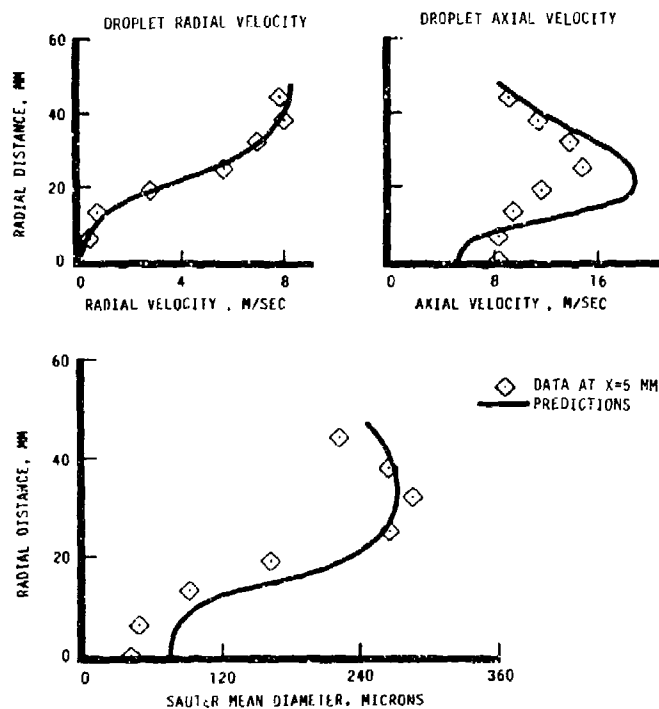 DROPLET RADIAL VELOCITY
DROPLET AXIAL VELOCITY
RADIAL DISTANCE, MM
60
40
20
0
0 4 8
RADIAL VELOCITY , M/SEC
0 8 16
AXIAL VELOCITY, M/SEC
RADIAL DISTANCE, MM
60
40
20
0
0 120 240 360
SAUTER MEAN DIAMETER, MICRONS
DATA AT X=5 MM
PREDICTIONS